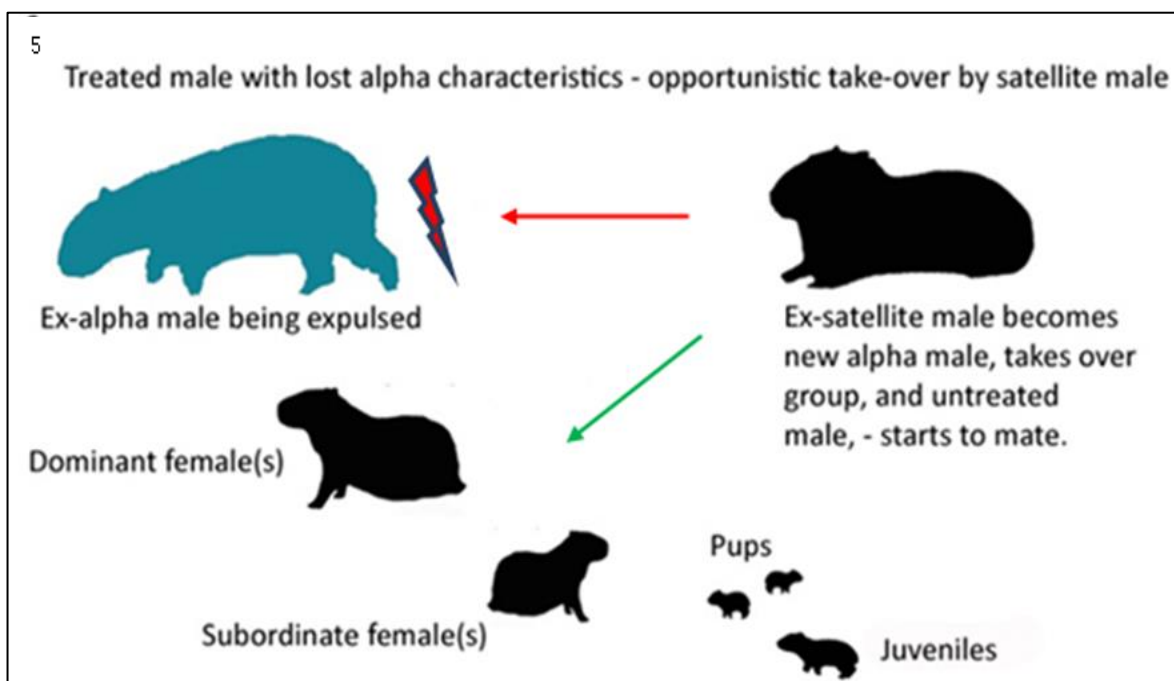 5
Treated male with lost alpha characteristics - opportunistic take-over by satellite male
Ex-alpha male being expulsed
Ex-satellite male becomes
new alpha male, takes over
group, and untreated
male, - starts to mate.
Dominant female(s)
Pups
Subordinate female(s)
Juveniles